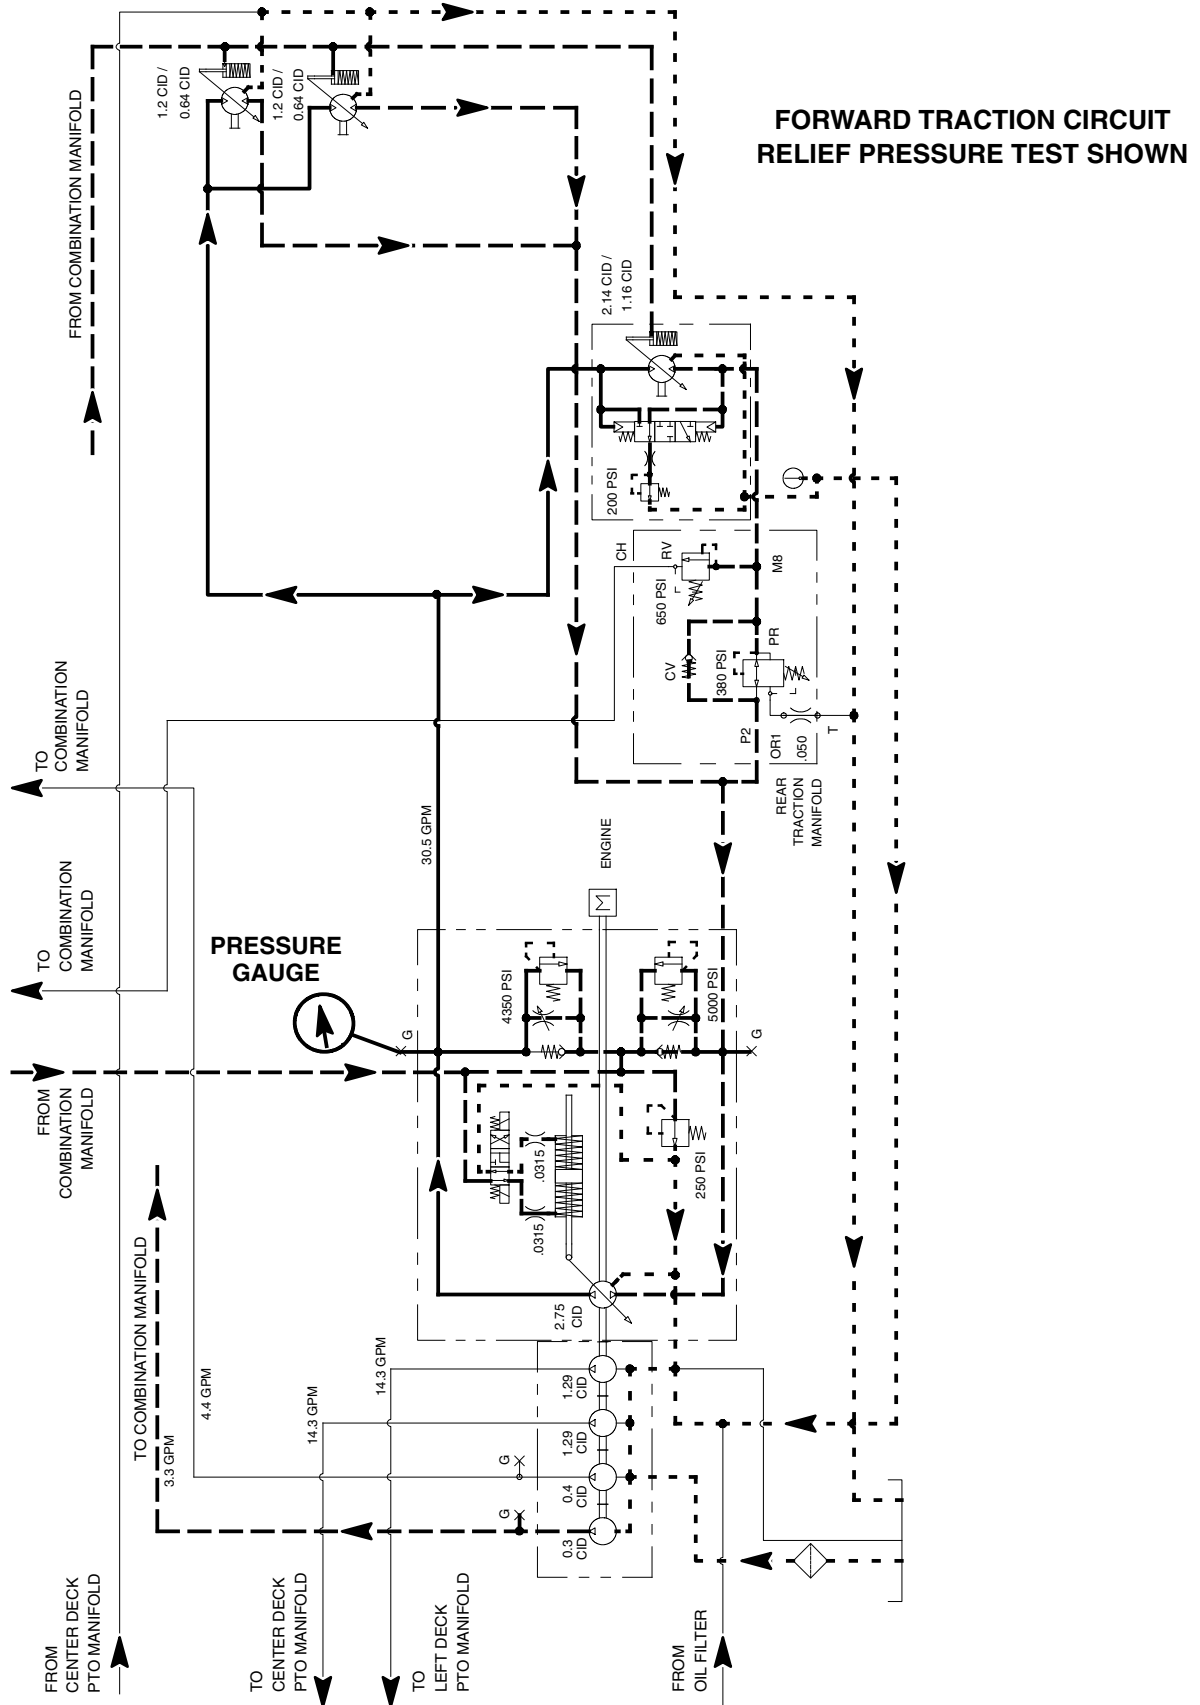 FORWARD TRACTION CIRCUIT
RELIEF PRESSURE TEST SHOWN
FROM COMBINATION MANIFOLD
1.2 CID /
0.64 CID
1.2 CID /
0.64 CID
2.14 CID /
1.16 CID
200 PSI
CH
RV
650 PSI
M8
CV
380 PSI
PR
P2
OR1
.050
T
REAR
TRACTION
MANIFOLD
TO
COMBINATION
MANIFOLD
TO
COMBINATION
MANIFOLD
30.5 GPM
ENGINE
M
PRESSURE
GAUGE
4350 PSI
5000 PSI
G
G
FROM
COMBINATION
MANIFOLD
.0315
.0315
250 PSI
2.75
CID
TO COMBINATION MANIFOLD
3.3 GPM
4.4 GPM
14.3 GPM
14.3 GPM
1.29
CID
1.29
CID
0.4
CID
0.3
CID
G
G
FROM
CENTER DECK
PTO MANIFOLD
TO
CENTER DECK
PTO MANIFOLD
TO
LEFT DECK
PTO MANIFOLD
FROM
OIL FILTER